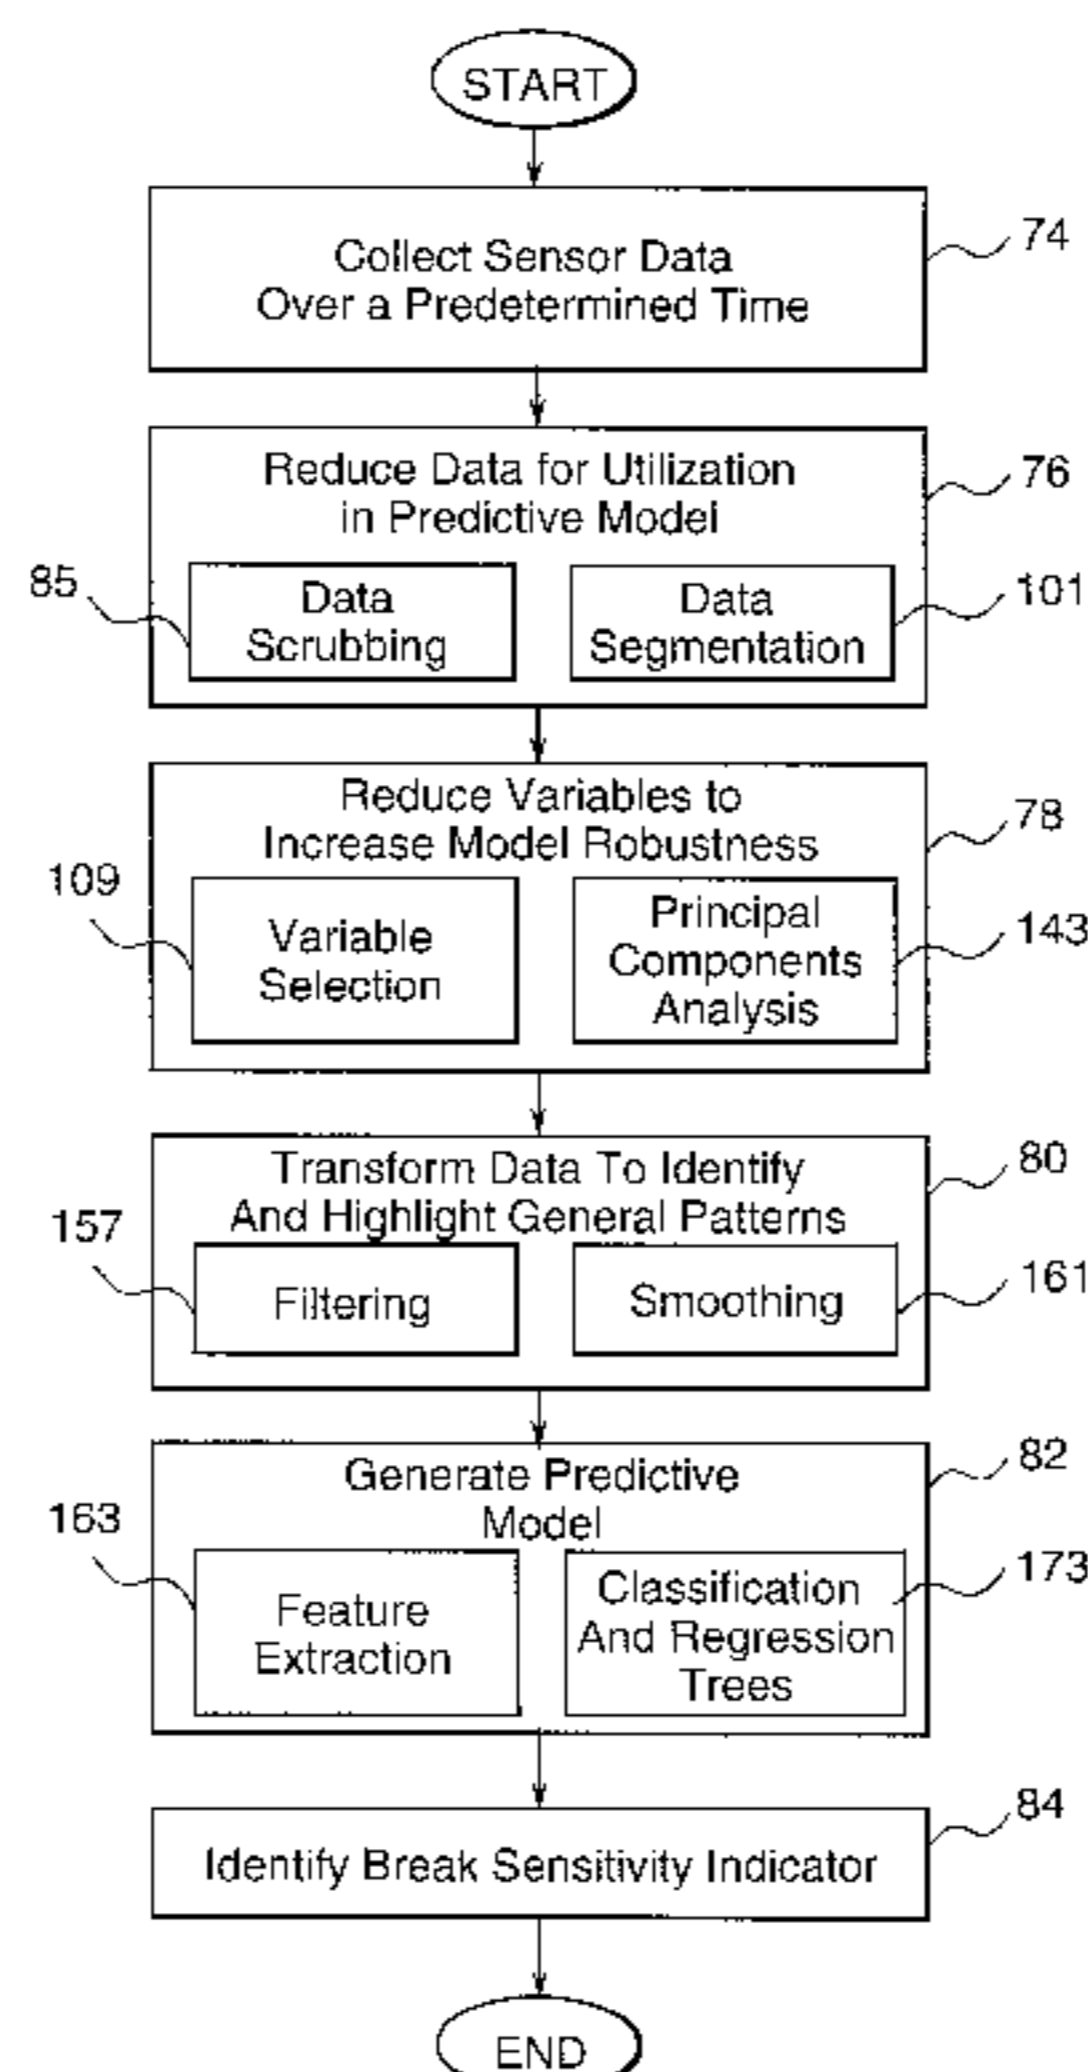 START
Collect Sensor Data
Over a Predetermined Time
74
Reduce Data for Utilization
in Predictive Model
76
85
Data
Scrubbing
Data
Segmentation
101
Reduce Variables to
Increase Model Robustness
78
109
Variable
Selection
Principal
Components
Analysis
143
Transform Data To Identify
And Highlight General Patterns
80
157
Filtering
Smoothing
161
Generate Predictive
Model
82
163
Feature
Extraction
Classification
And Regression
Trees
173
Identify Break Sensitivity Indicator
84
END